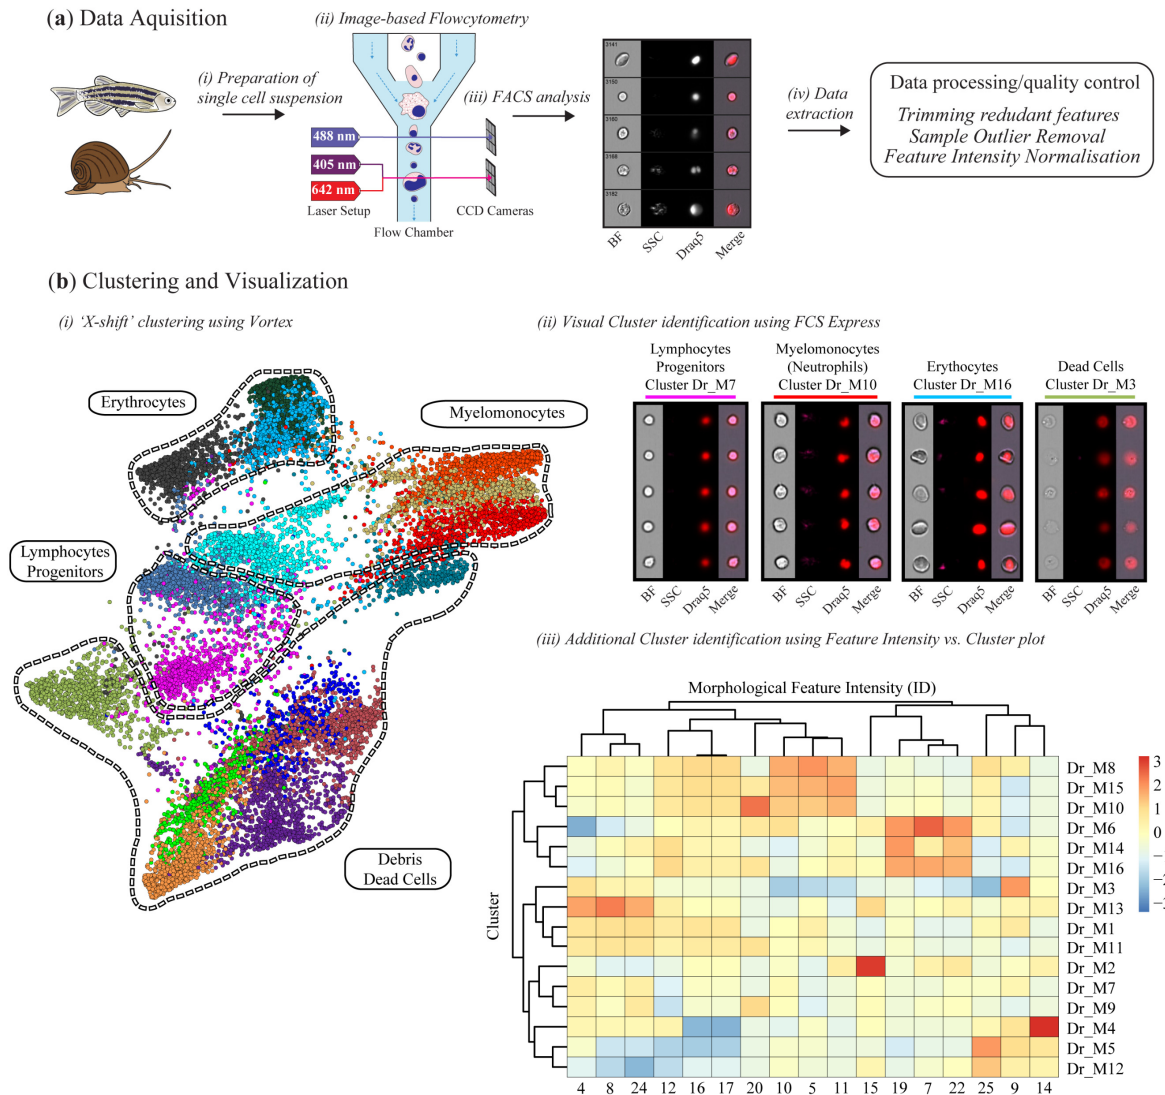 (a) Data Aquisition
(ii) Image-based Flowcytometry
(i) Preparation of
single cell suspension
488 nm
405 nm
642 nm
Laser Setup
Flow Chamber
CCD Cameras
(iii) FACS analysis
3141
3150
3160
3168
3182
BF
SSC
Draq5
Merge
(iv) Data
extraction
Data processing/quality control
Trimming redudant features
Sample Outlier Removal
Feature Intensity Normalisation
(b) Clustering and Visualization
(i) ‘X-shift’ clustering using Vortex
Erythrocytes
Myelomonocytes
Lymphocytes
Progenitors
Debris
Dead Cells
(ii) Visual Cluster identification using FCS Express
Lymphocytes
Progenitors
Cluster Dr_M7
Myelomonocytes
(Neutrophils)
Cluster Dr_M10
Erythocytes
Cluster Dr_M16
Dead Cells
Cluster Dr_M3
BF SSC Draq5 Merge
BF SSC Draq5 Merge
BF SSC Draq5 Merge
BF SSC Draq5 Merge
(iii) Additional Cluster identification using Feature Intensity vs. Cluster plot
Morphological Feature Intensity (ID)
Cluster
Dr_M8
Dr_M15
Dr_M10
Dr_M6
Dr_M14
Dr_M16
Dr_M3
Dr_M13
Dr_M1
Dr_M11
Dr_M2
Dr_M7
Dr_M9
Dr_M4
Dr_M5
Dr_M12
4 8 24 12 16 17 20 10 5 11 15 19 7 22 25 9 14
3
2
1
0
−2